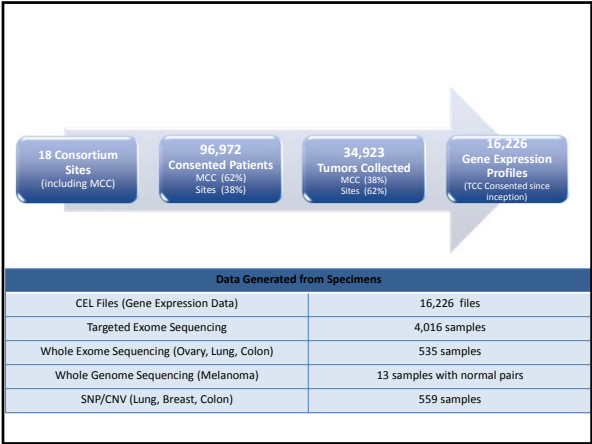 18 Consortium
Sites
(including MCC)
96,972
Consented Patients
MCC (62%)
Sites (38%)
34,923
Tumors Collected
MCC (38%)
Sites (62%)
16,226
Gene Expression
Profiles
(TCC Consented since
inception)
Data Generated from Specimens
CEL Files (Gene Expression Data) 16,226 files
Targeted Exome Sequencing 4,016 samples
Whole Exome Sequencing (Ovary, Lung, Colon) 535 samples
Whole Genome Sequencing (Melanoma) 13 samples with normal pairs
SNP/CNV (Lung, Breast, Colon) 559 samples